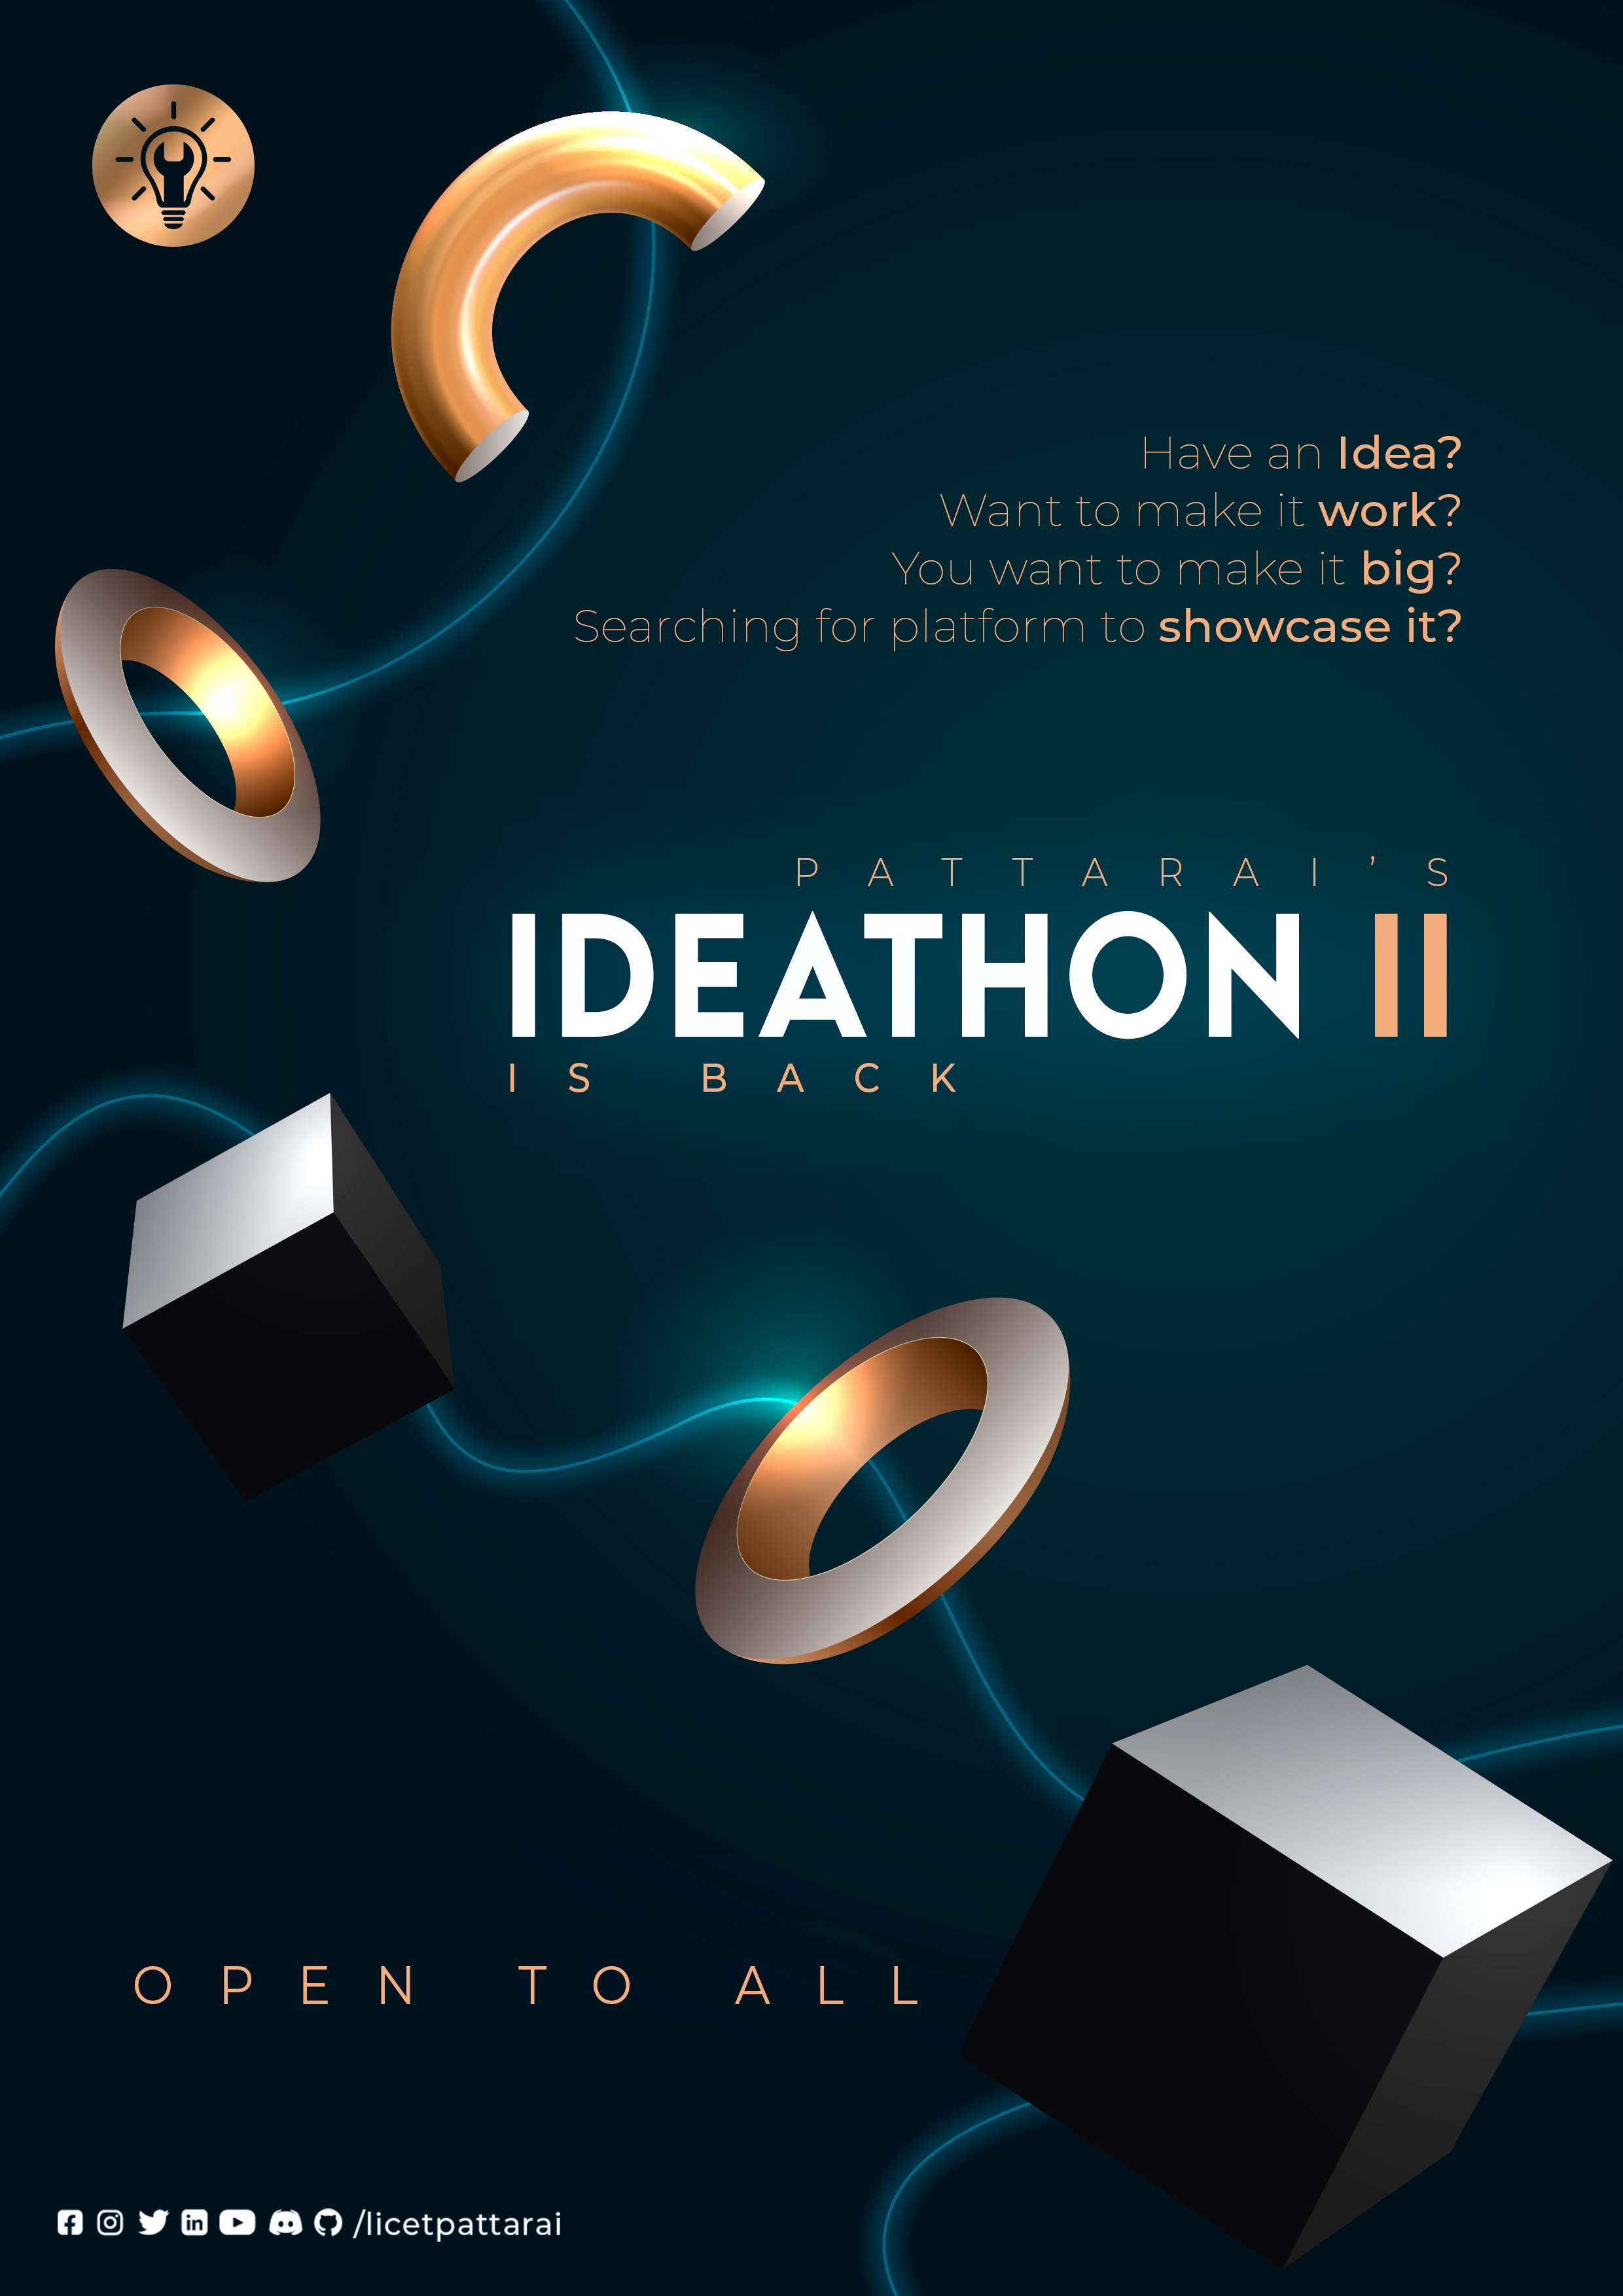 Have an Idea?
Want to make it work?
You want to make it big?
Searching for platform to showcase it?
PATTARAI'S
IDEATHON II
IS BACK
OPEN TO ALL
/licetpattarai